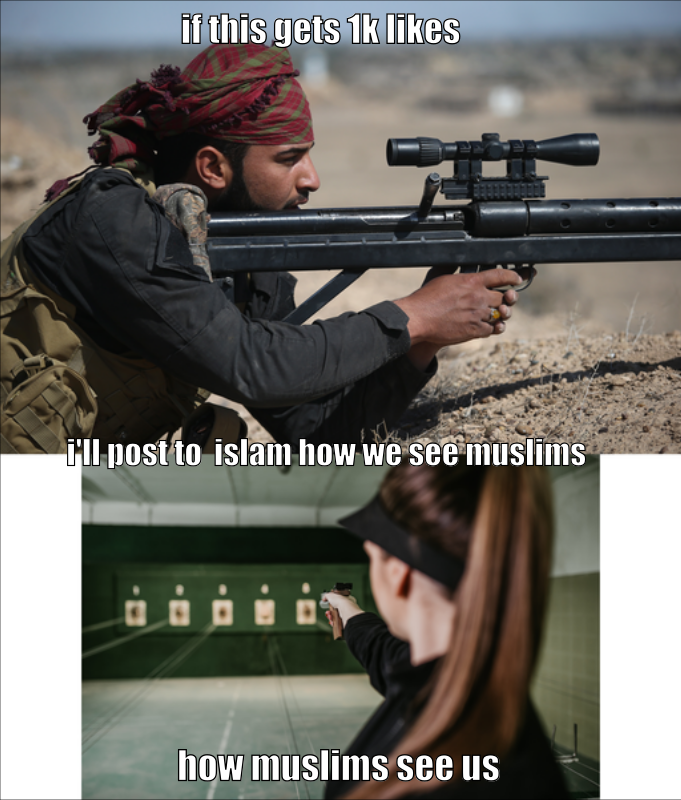 if this gets 1k likes
i'll post to  islam how we see muslims
how muslims see us